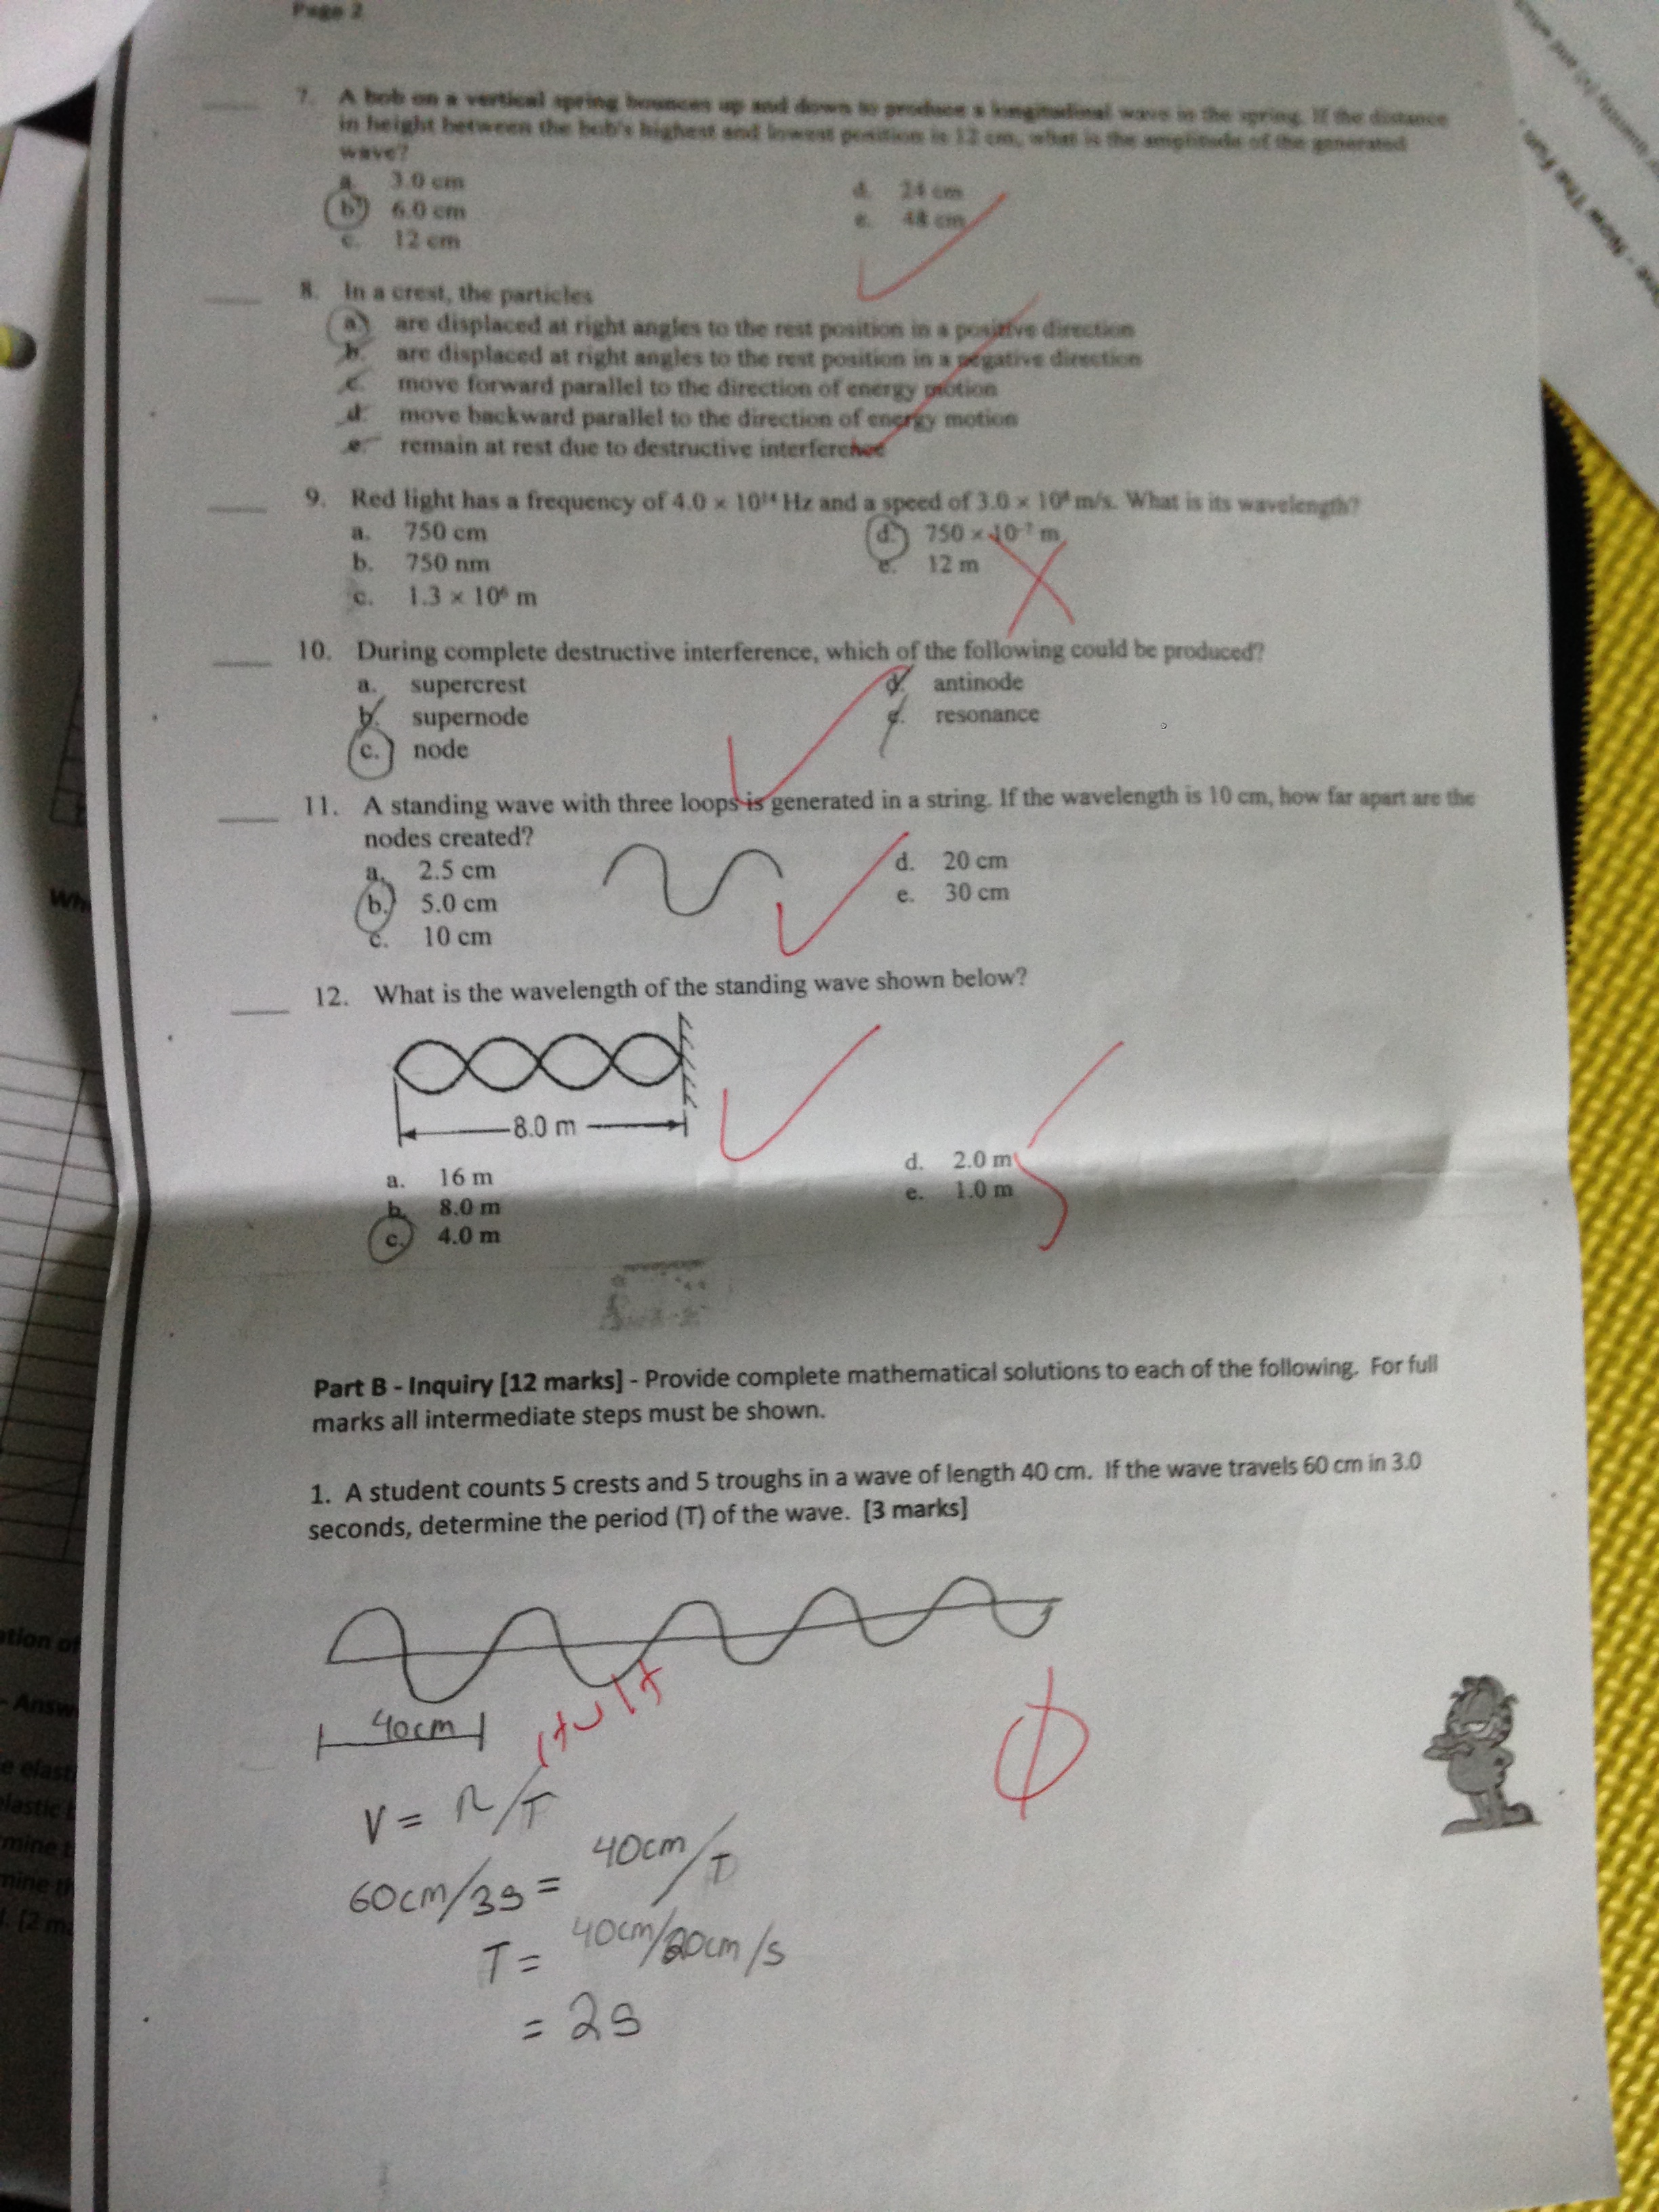 Page 2
7. A bob on a vertical spring bounces up and down to produce a longitudinal wave in the spring. If the distance
in height between the bob's highest and lowest position is 12 cm, what is the amplitude of the generated
wave?
a. 3.0 cm
b. 6.0 cm
c. 12 cm
d. 24 cm
e. 48 cm
8. In a crest, the particles
a. are displaced at right angles to the rest position in a positive direction
b. are displaced at right angles to the rest position in a negative direction
c. move forward parallel to the direction of energy motion
d. move backward parallel to the direction of energy motion
e. remain at rest due to destructive interference
9. Red light has a frequency of 4.0 × 10¹⁴ Hz and a speed of 3.0 × 10⁸ m/s. What is its wavelength?
a. 750 cm
b. 750 nm
c. 1.3 × 10⁶ m
d. 750 × 10⁻⁷ m
e. 12 m
10. During complete destructive interference, which of the following could be produced?
a. supercrest
b. supernode
c. node
d. antinode
e. resonance
11. A standing wave with three loops is generated in a string. If the wavelength is 10 cm, how far apart are the
nodes created?
a. 2.5 cm
b. 5.0 cm
c. 10 cm
d. 20 cm
e. 30 cm
12. What is the wavelength of the standing wave shown below?
8.0 m
a. 16 m
b. 8.0 m
c. 4.0 m
d. 2.0 m
e. 1.0 m
5
Part B - Inquiry [12 marks] - Provide complete mathematical solutions to each of the following. For full
marks all intermediate steps must be shown.
1. A student counts 5 crests and 5 troughs in a wave of length 40 cm. If the wave travels 60 cm in 3.0
seconds, determine the period (T) of the wave. [3 marks]
40cm
V = λ/T
60cm/3s = 40cm/T
T = 40cm/20cm/s
= 2s
Now The Fun